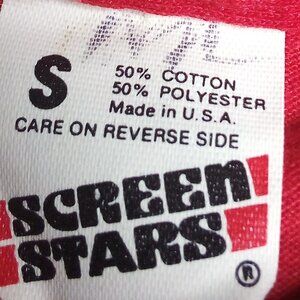 S
50% COTTON
50% POLYESTER
Made in U.S.A.
CARE ON REVERSE SIDE
SCREEN
STARS
®